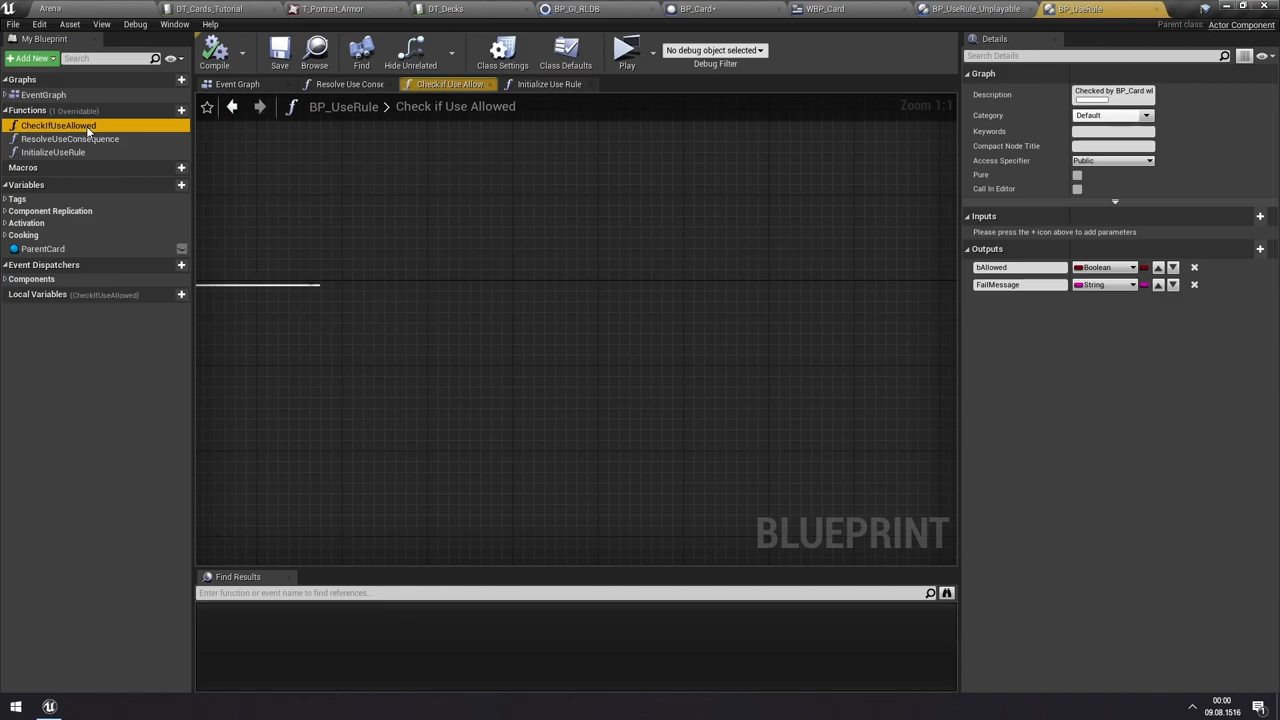 Arena
DT_Cards_Tutorial
T_Portrait_Armor
DT_Decks
BP_GI_RLDB
BP_Card*
WBP_Card
BP_UseRule_Unplayable
BP_UseRule
File Edit Asset View Debug Window Help
Parent class: Actor Component
My Blueprint
Details
+ Add New
Search
Compile
Save
Browse
Find
Hide Unrelated
Class Settings
Class Defaults
Play
No debug object selected
Debug Filter
Search Details
Graphs
EventGraph
Functions (1 Overridable)
CheckIfUseAllowed
ResolveUseConsequence
InitializeUseRule
Macros
Variables
Tags
Component Replication
Activation
Cooking
ParentCard
Event Dispatchers
Components
Local Variables (CheckIfUseAllowed)
Event Graph
Resolve Use Conse
Check if Use Allow
Initialize Use Rule
BP_UseRule > Check if Use Allowed
Zoom 1:1
BLUEPRINT
Find Results
Enter function or event name to find references...
Graph
Description
Checked by BP_Card wl
Category
Default
Keywords
Compact Node Title
Access Specifier
Public
Pure
Call In Editor
Inputs
Please press the + icon above to add parameters
Outputs
bAllowed
Boolean
FailMessage
String
00:00
09.08.1516
1